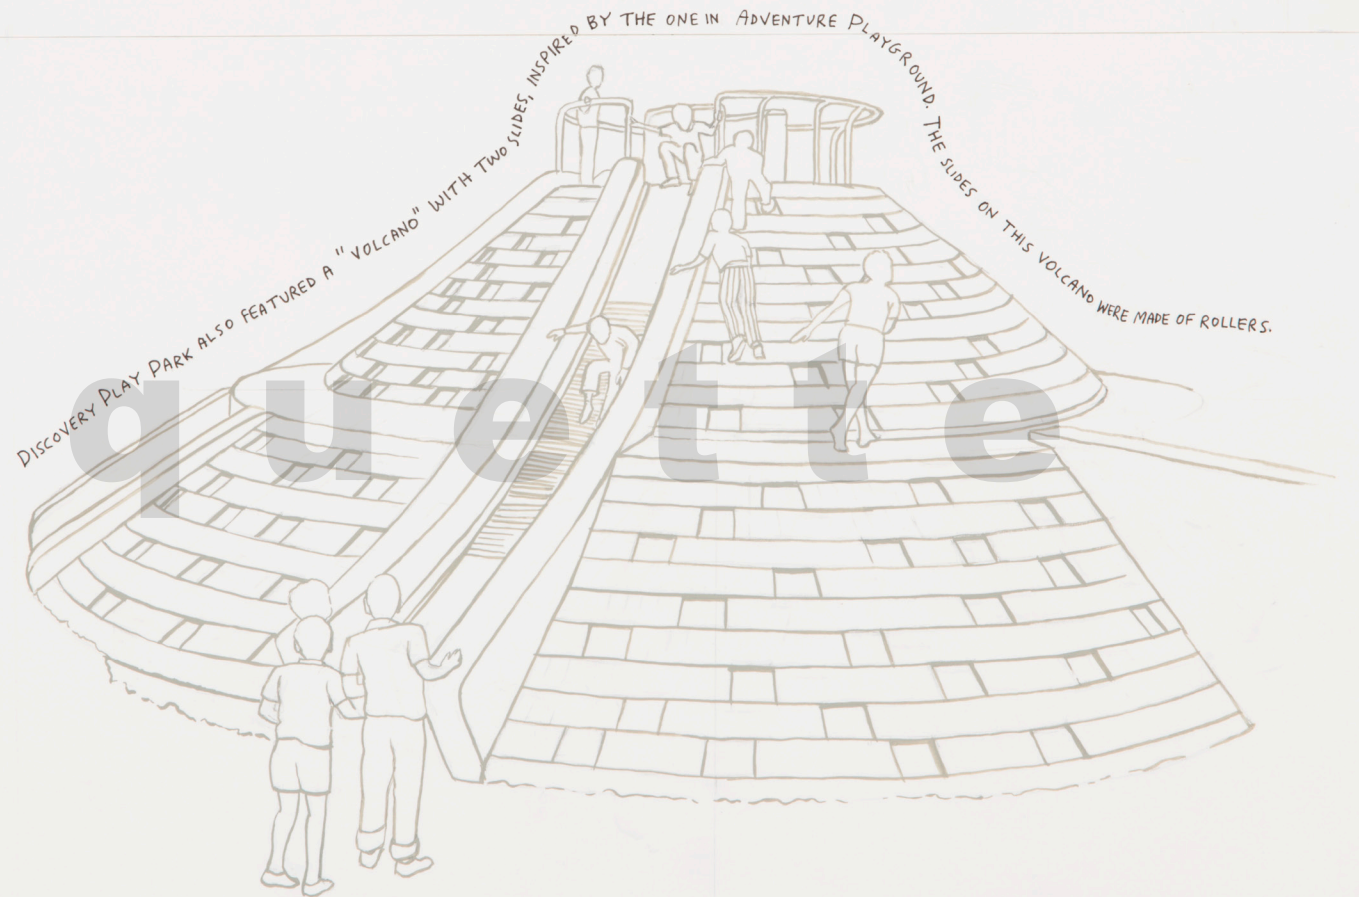 DISCOVERY PLAY PARK ALSO FEATURED A "VOLCANO" WITH TWO SLIDES, INSPIRED BY THE ONE IN ADVENTURE PLAYGROUND. THE SLIDES ON THIS VOLCANO WERE MADE OF ROLLERS.
quette